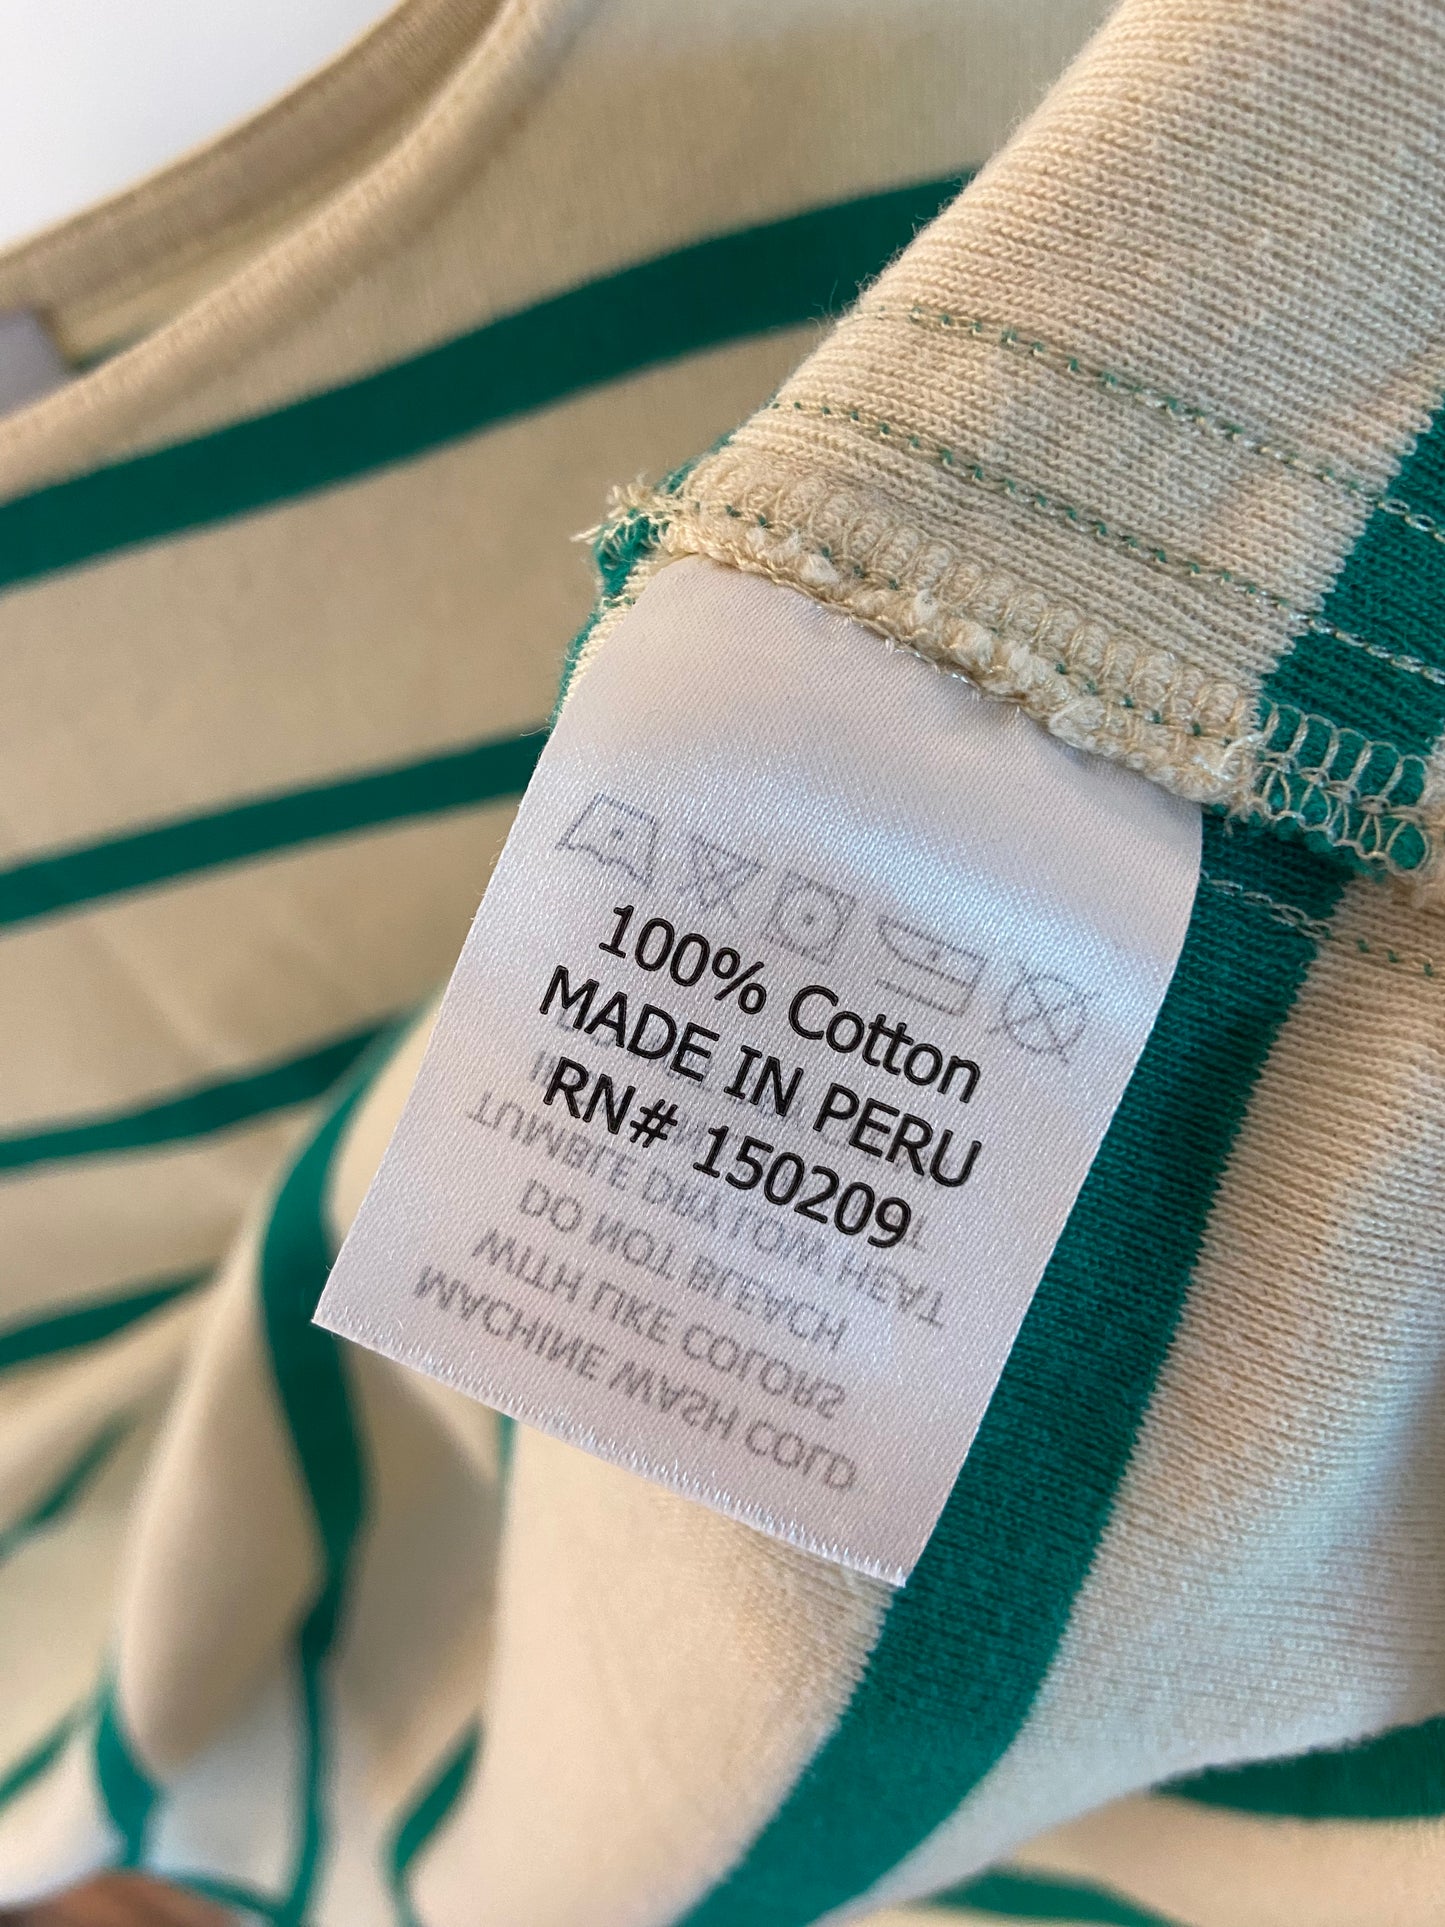 100% Cotton
MADE IN PERU
RN# 150209
MACHINE WASH COLD
WITH LIKE COLORS
DO NOT BLEACH
TUMBLE DRY LOW HEAT